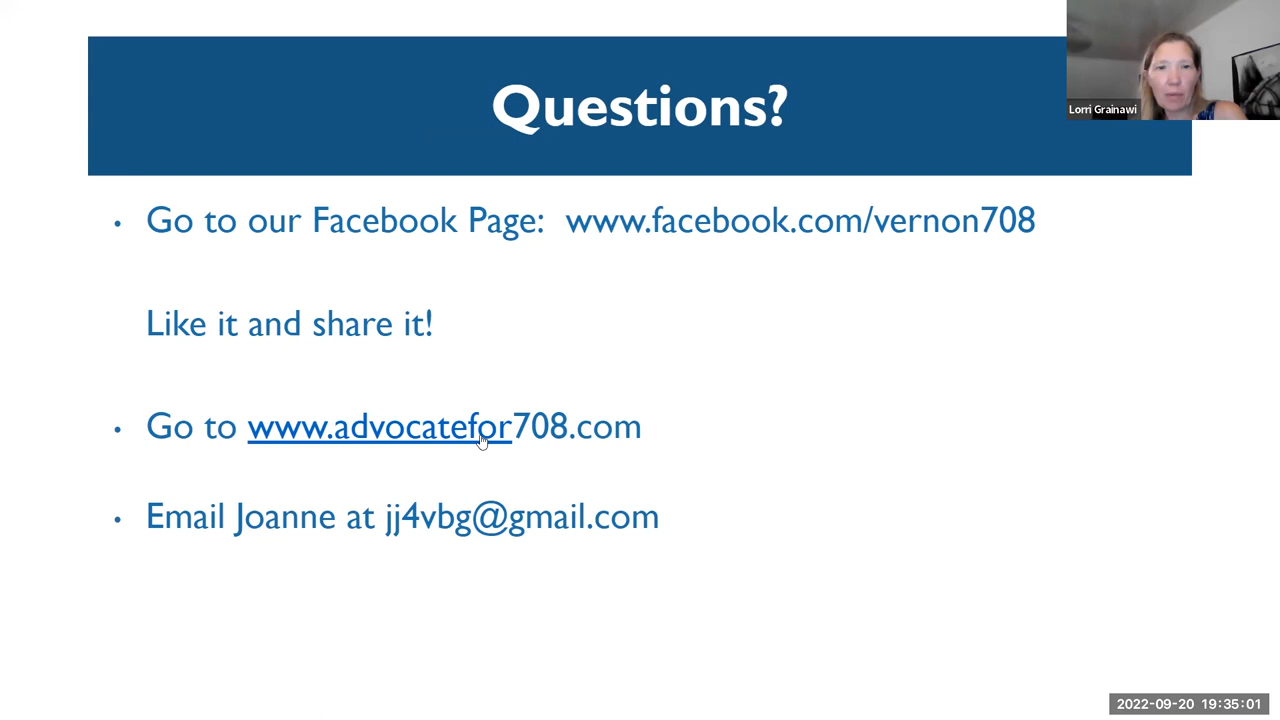 Questions?
Lorri Grainawi
• Go to our Facebook Page: www.facebook.com/vernon708
Like it and share it!
• Go to www.advocatefor708.com
• Email Joanne at jj4vbg@gmail.com
2022-09-20 19:35:01